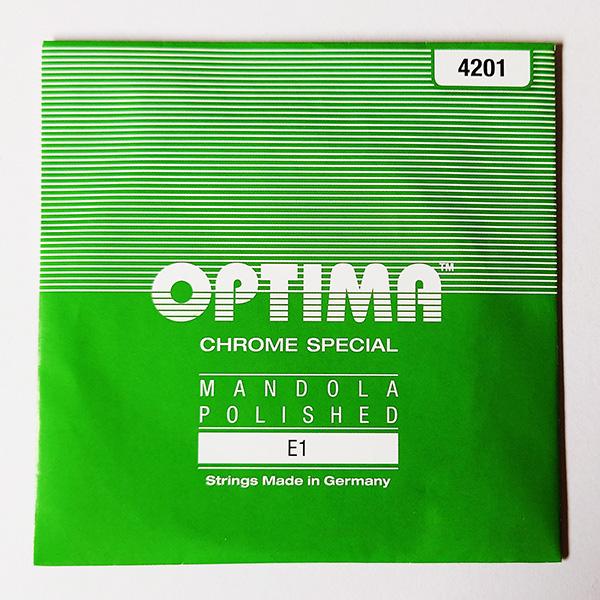 4201
OPTIMA™
CHROME SPECIAL
MANDOLA
POLISHED
E1
Strings Made in Germany